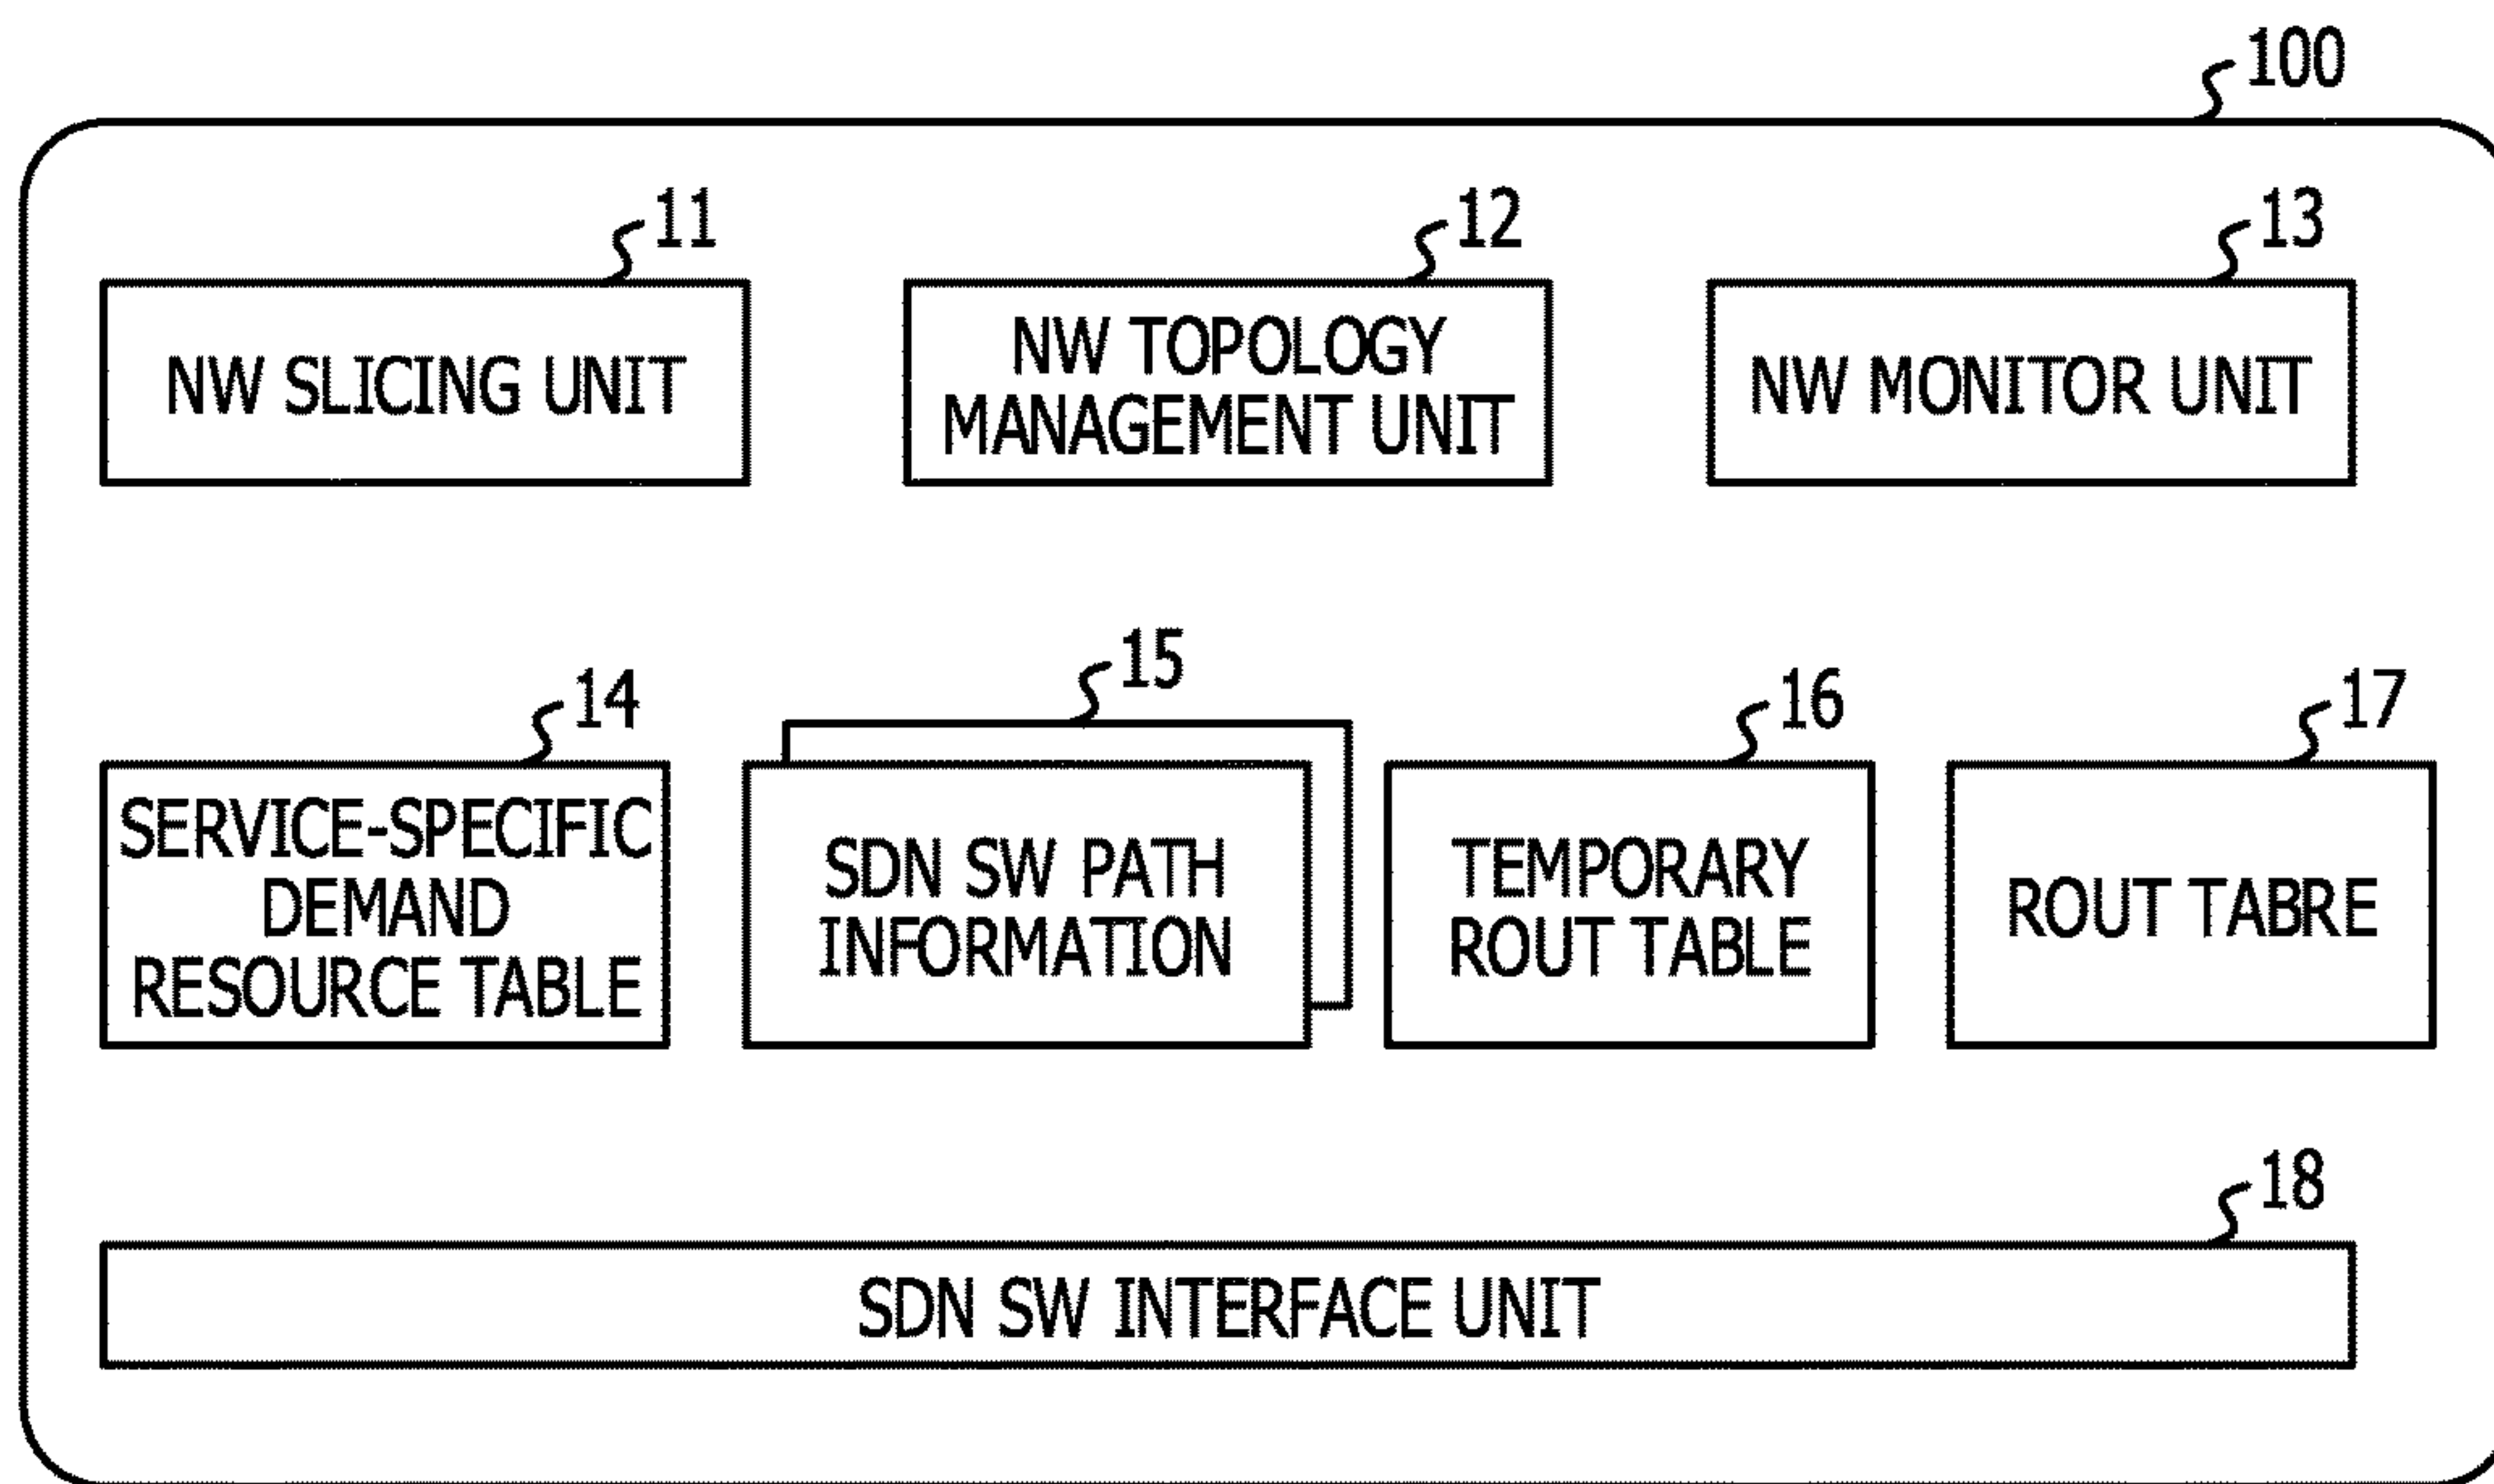 100
11
12
13
NW SLICING UNIT
NW TOPOLOGY
MANAGEMENT UNIT
NW MONITOR UNIT
14
15
16
17
SERVICE-SPECIFIC
DEMAND
RESOURCE TABLE
SDN SW PATH
INFORMATION
TEMPORARY
ROUT TABLE
ROUT TABRE
18
SDN SW INTERFACE UNIT